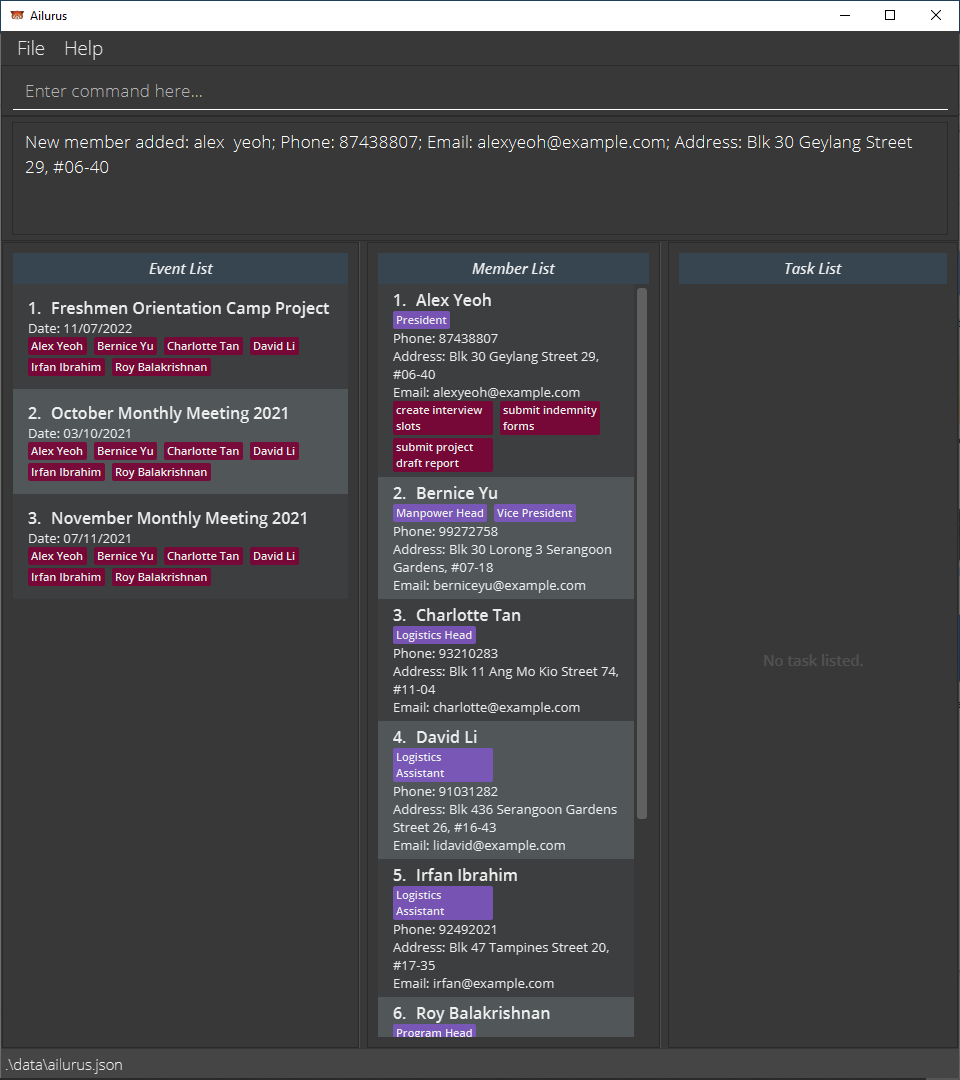 Ailurus
File Help
Enter command here...
New member added: alex  yeoh; Phone: 87438807; Email: alexyeoh@example.com; Address: Blk 30 Geylang Street
29, #06-40
Event List
1. Freshmen Orientation Camp Project
Date: 11/07/2022
Alex Yeoh Bernice Yu Charlotte Tan David Li
Irfan Ibrahim Roy Balakrishnan
2. October Monthly Meeting 2021
Date: 03/10/2021
Alex Yeoh Bernice Yu Charlotte Tan David Li
Irfan Ibrahim Roy Balakrishnan
3. November Monthly Meeting 2021
Date: 07/11/2021
Alex Yeoh Bernice Yu Charlotte Tan David Li
Irfan Ibrahim Roy Balakrishnan
Member List
1. Alex Yeoh
President
Phone: 87438807
Address: Blk 30 Geylang Street 29,
#06-40
Email: alexyeoh@example.com
create interview
slots
submit indemnity
forms
submit project
draft report
2. Bernice Yu
Manpower Head Vice President
Phone: 99272758
Address: Blk 30 Lorong 3 Serangoon
Gardens, #07-18
Email: berniceyu@example.com
3. Charlotte Tan
Logistics Head
Phone: 93210283
Address: Blk 11 Ang Mo Kio Street 74,
#11-04
Email: charlotte@example.com
4. David Li
Logistics
Assistant
Phone: 91031282
Address: Blk 436 Serangoon Gardens
Street 26, #16-43
Email: lidavid@example.com
5. Irfan Ibrahim
Logistics
Assistant
Phone: 92492021
Address: Blk 47 Tampines Street 20,
#17-35
Email: irfan@example.com
6. Roy Balakrishnan
Program Head
Task List
No task listed.
.\data\ailurus.json